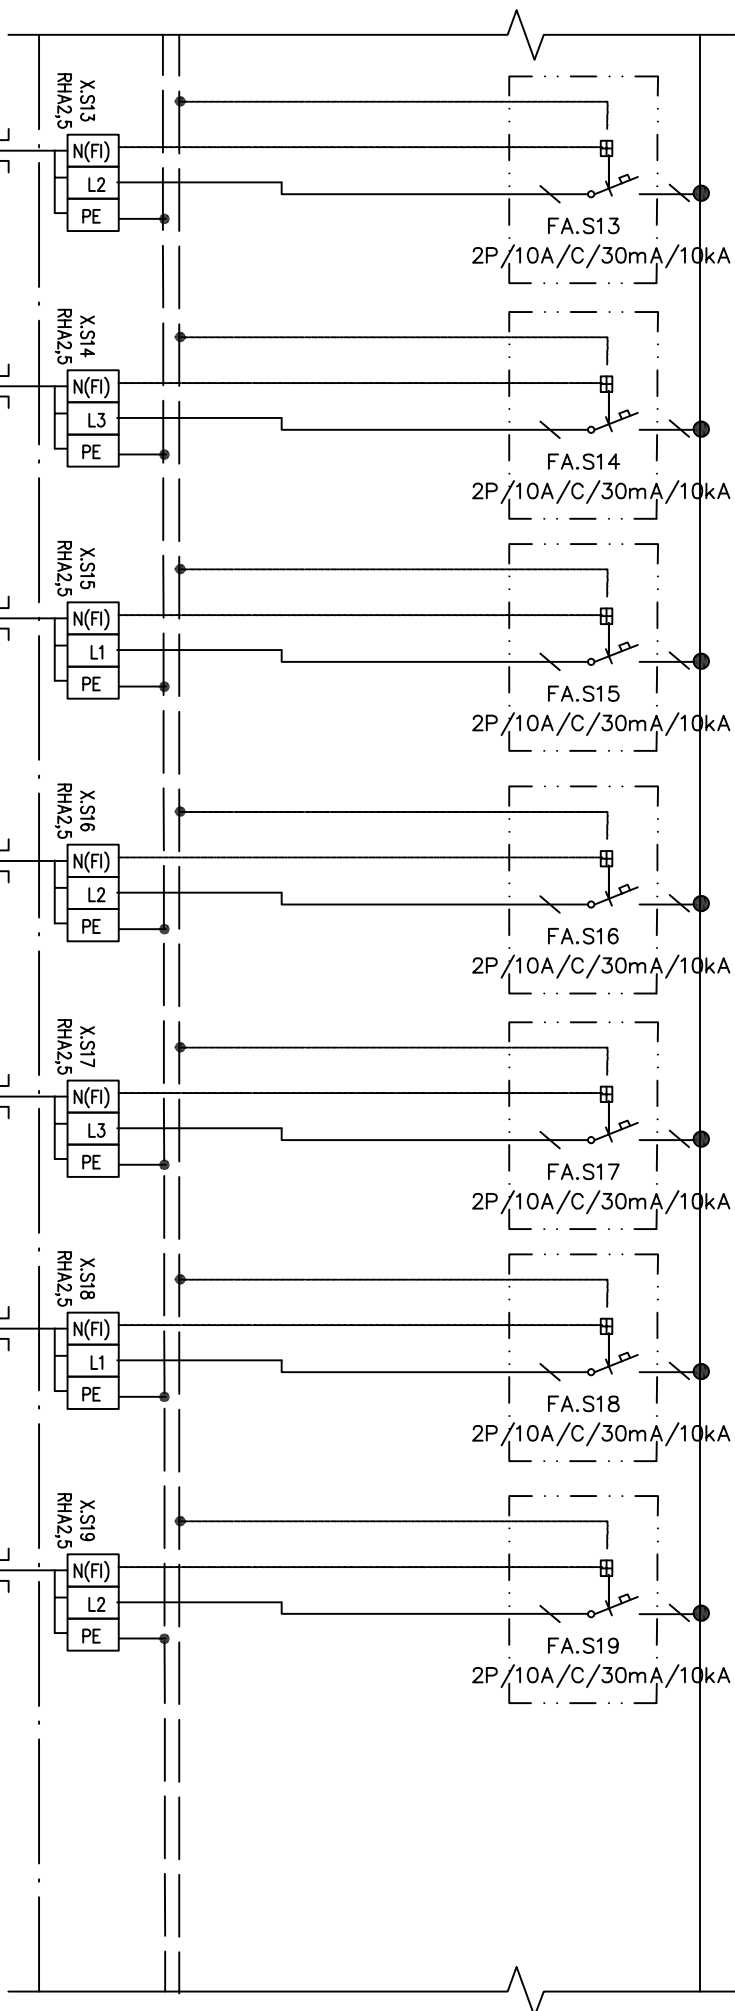 X.S13
RHA2,5
N(FI)
L2
PE
FA.S13
2P/10A/C/30mA/10kA
X.S14
RHA2,5
N(FI)
L3
PE
FA.S14
2P/10A/C/30mA/10kA
X.S15
RHA2,5
N(FI)
L1
PE
FA.S15
2P/10A/C/30mA/10kA
X.S16
RHA2,5
N(FI)
L2
PE
FA.S16
2P/10A/C/30mA/10kA
X.S17
RHA2,5
N(FI)
L3
PE
FA.S17
2P/10A/C/30mA/10kA
X.S18
RHA2,5
N(FI)
L1
PE
FA.S18
2P/10A/C/30mA/10kA
X.S19
RHA2,5
N(FI)
L2
PE
FA.S19
2P/10A/C/30mA/10kA